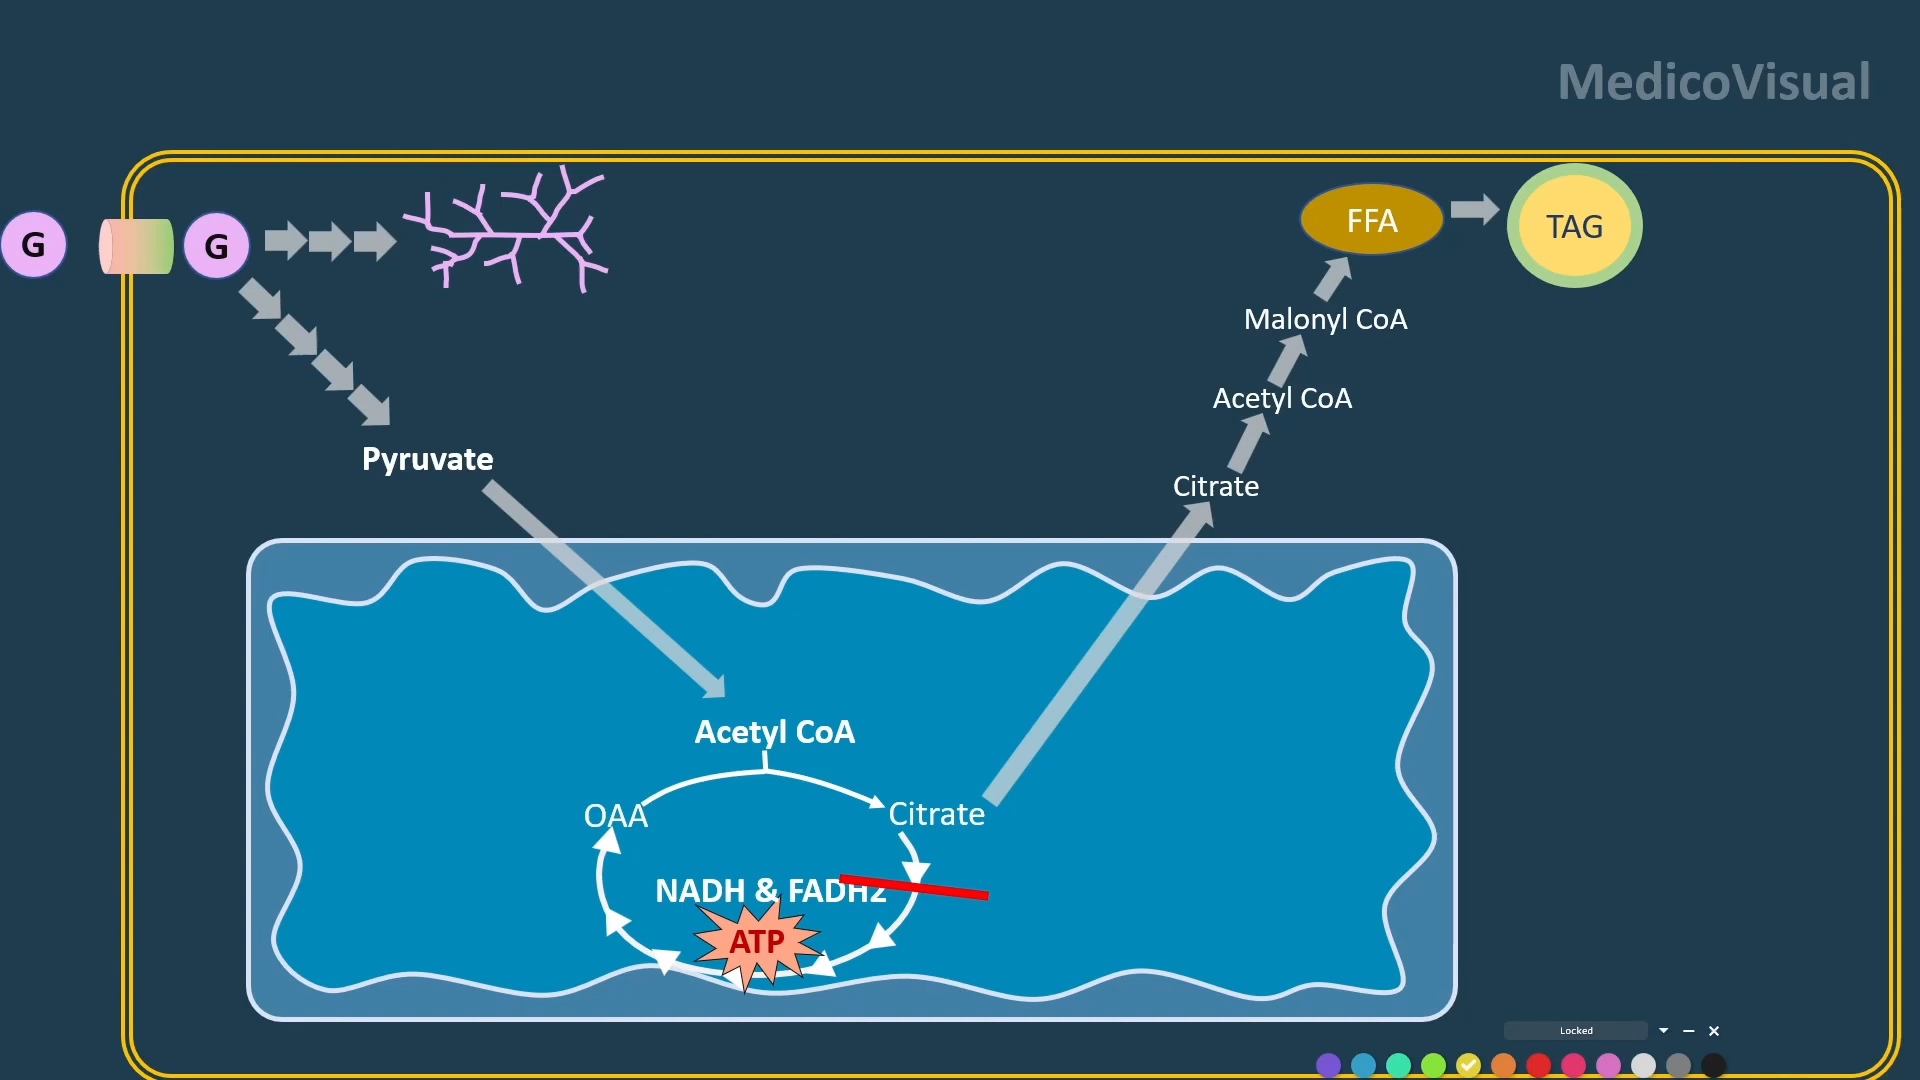 MedicoVisual
G
G
FFA
TAG
Malonyl CoA
Acetyl CoA
Pyruvate
Citrate
Acetyl CoA
OAA
Citrate
NADH & FADH2
ATP
Locked